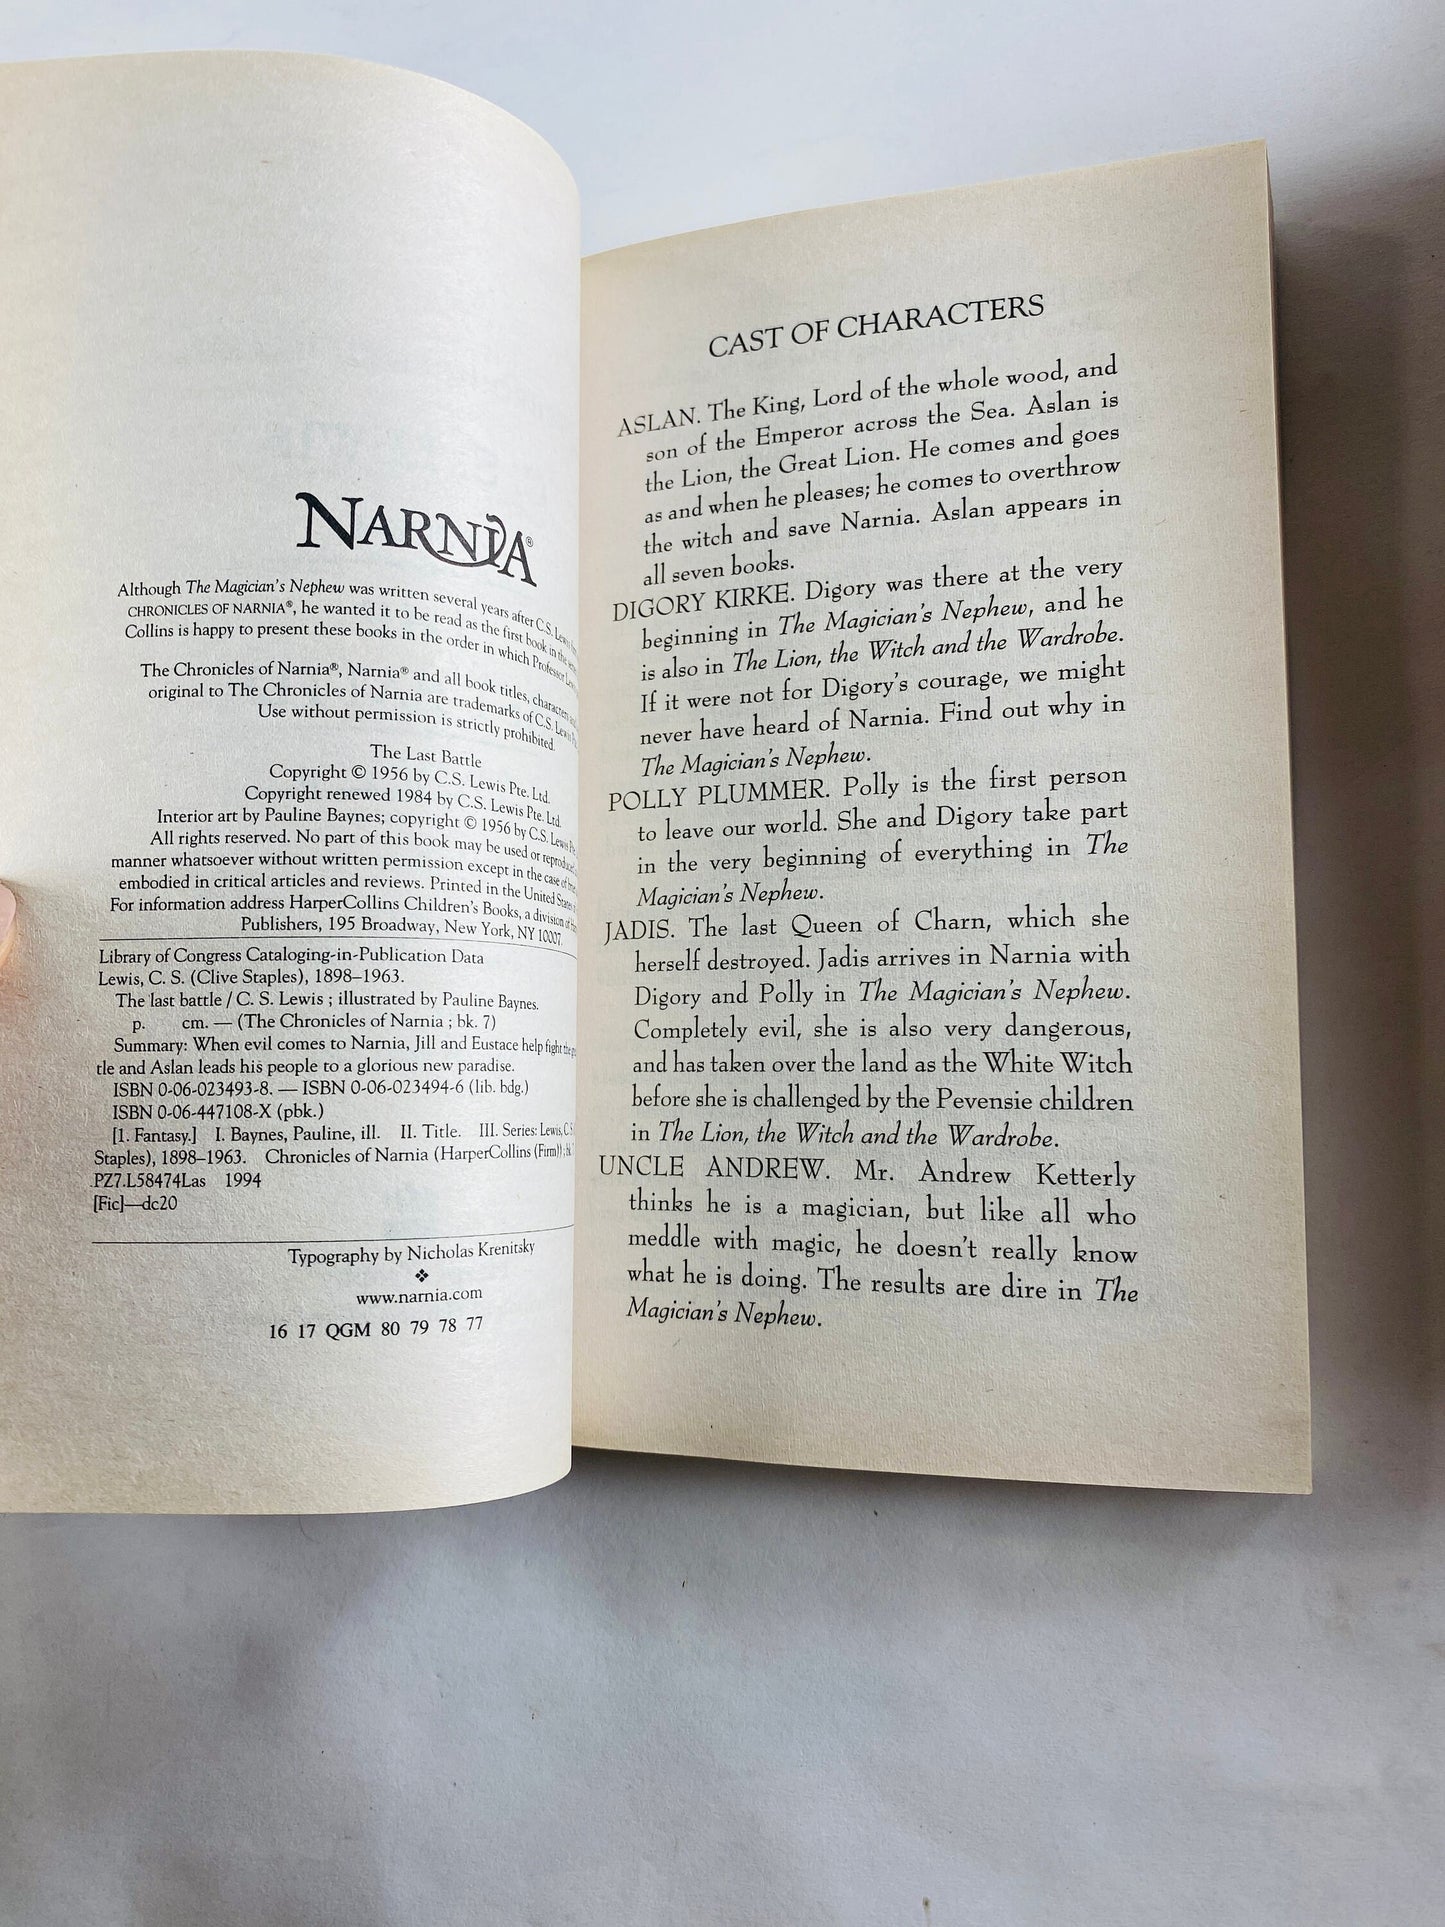 NARNIA®
Although The Magician's Nephew was written several years after C.S. Lewis
CHRONICLES OF NARNIA®, he wanted it to be read as the first book in the
Collins is happy to present these books in the order in which Professor
The Chronicles of Narnia®, Narnia® and all book titles, characters
original to The Chronicles of Narnia are trademarks of C.S. Lewis
Use without permission is strictly prohibited.
The Last Battle
Copyright © 1956 by C.S. Lewis Pte. Ltd.
Copyright renewed 1984 by C.S. Lewis Pte. Ltd.
Interior art by Pauline Baynes; copyright © 1956 by C.S. Lewis
All rights reserved. No part of this book may be used or reproduced
manner whatsoever without written permission except in the case of
embodied in critical articles and reviews. Printed in the United States
For information address HarperCollins Children's Books, a division of
Publishers, 195 Broadway, New York, NY 10007.
Library of Congress Cataloging-in-Publication Data
Lewis, C. S. (Clive Staples), 1898–1963.
The last battle / C. S. Lewis ; illustrated by Pauline Baynes.
p. cm. — (The Chronicles of Narnia ; bk. 7)
Summary: When evil comes to Narnia, Jill and Eustace help fight the
tle and Aslan leads his people to a glorious new paradise.
ISBN 0-06-023493-8. — ISBN 0-06-023494-6 (lib. bdg.)
ISBN 0-06-447108-X (pbk.)
[1. Fantasy.] I. Baynes, Pauline, ill. II. Title. III. Series: Lewis, C. S.
Staples), 1898–1963. Chronicles of Narnia (HarperCollins (Firm)) ;
PZ7.L58474Las 1994
[Fic]—dc20
Typography by Nicholas Krenitsky
❖
www.narnia.com
16 17 QGM 80 79 78 77
CAST OF CHARACTERS
ASLAN. The King, Lord of the whole wood, and
son of the Emperor across the Sea. Aslan is
the Lion, the Great Lion. He comes and goes
as and when he pleases; he comes to overthrow
the witch and save Narnia. Aslan appears in
all seven books.
DIGORY KIRKE. Digory was there at the very
beginning in The Magician's Nephew, and he
is also in The Lion, the Witch and the Wardrobe.
If it were not for Digory's courage, we might
never have heard of Narnia. Find out why in
The Magician's Nephew.
POLLY PLUMMER. Polly is the first person
to leave our world. She and Digory take part
in the very beginning of everything in The
Magician's Nephew.
JADIS. The last Queen of Charn, which she
herself destroyed. Jadis arrives in Narnia with
Digory and Polly in The Magician's Nephew.
Completely evil, she is also very dangerous,
and has taken over the land as the White Witch
before she is challenged by the Pevensie children
in The Lion, the Witch and the Wardrobe.
UNCLE ANDREW. Mr. Andrew Ketterly
thinks he is a magician, but like all who
meddle with magic, he doesn't really know
what he is doing. The results are dire in The
Magician's Nephew.